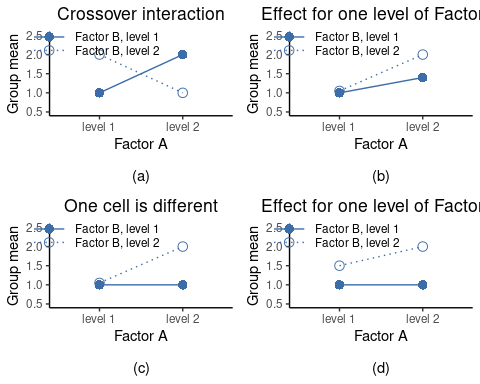 Crossover interaction
Group mean
2.5
2.0
1.5
1.0
0.5
Factor B, level 1
Factor B, level 2
level 1 level 2
Factor A
(a)
Effect for one level of Factor
Group mean
2.5
2.0
1.5
1.0
0.5
Factor B, level 1
Factor B, level 2
level 1 level 2
Factor A
(b)
One cell is different
Group mean
2.5
2.0
1.5
1.0
0.5
Factor B, level 1
Factor B, level 2
level 1 level 2
Factor A
(c)
Effect for one level of Factor
Group mean
2.5
2.0
1.5
1.0
0.5
Factor B, level 1
Factor B, level 2
level 1 level 2
Factor A
(d)